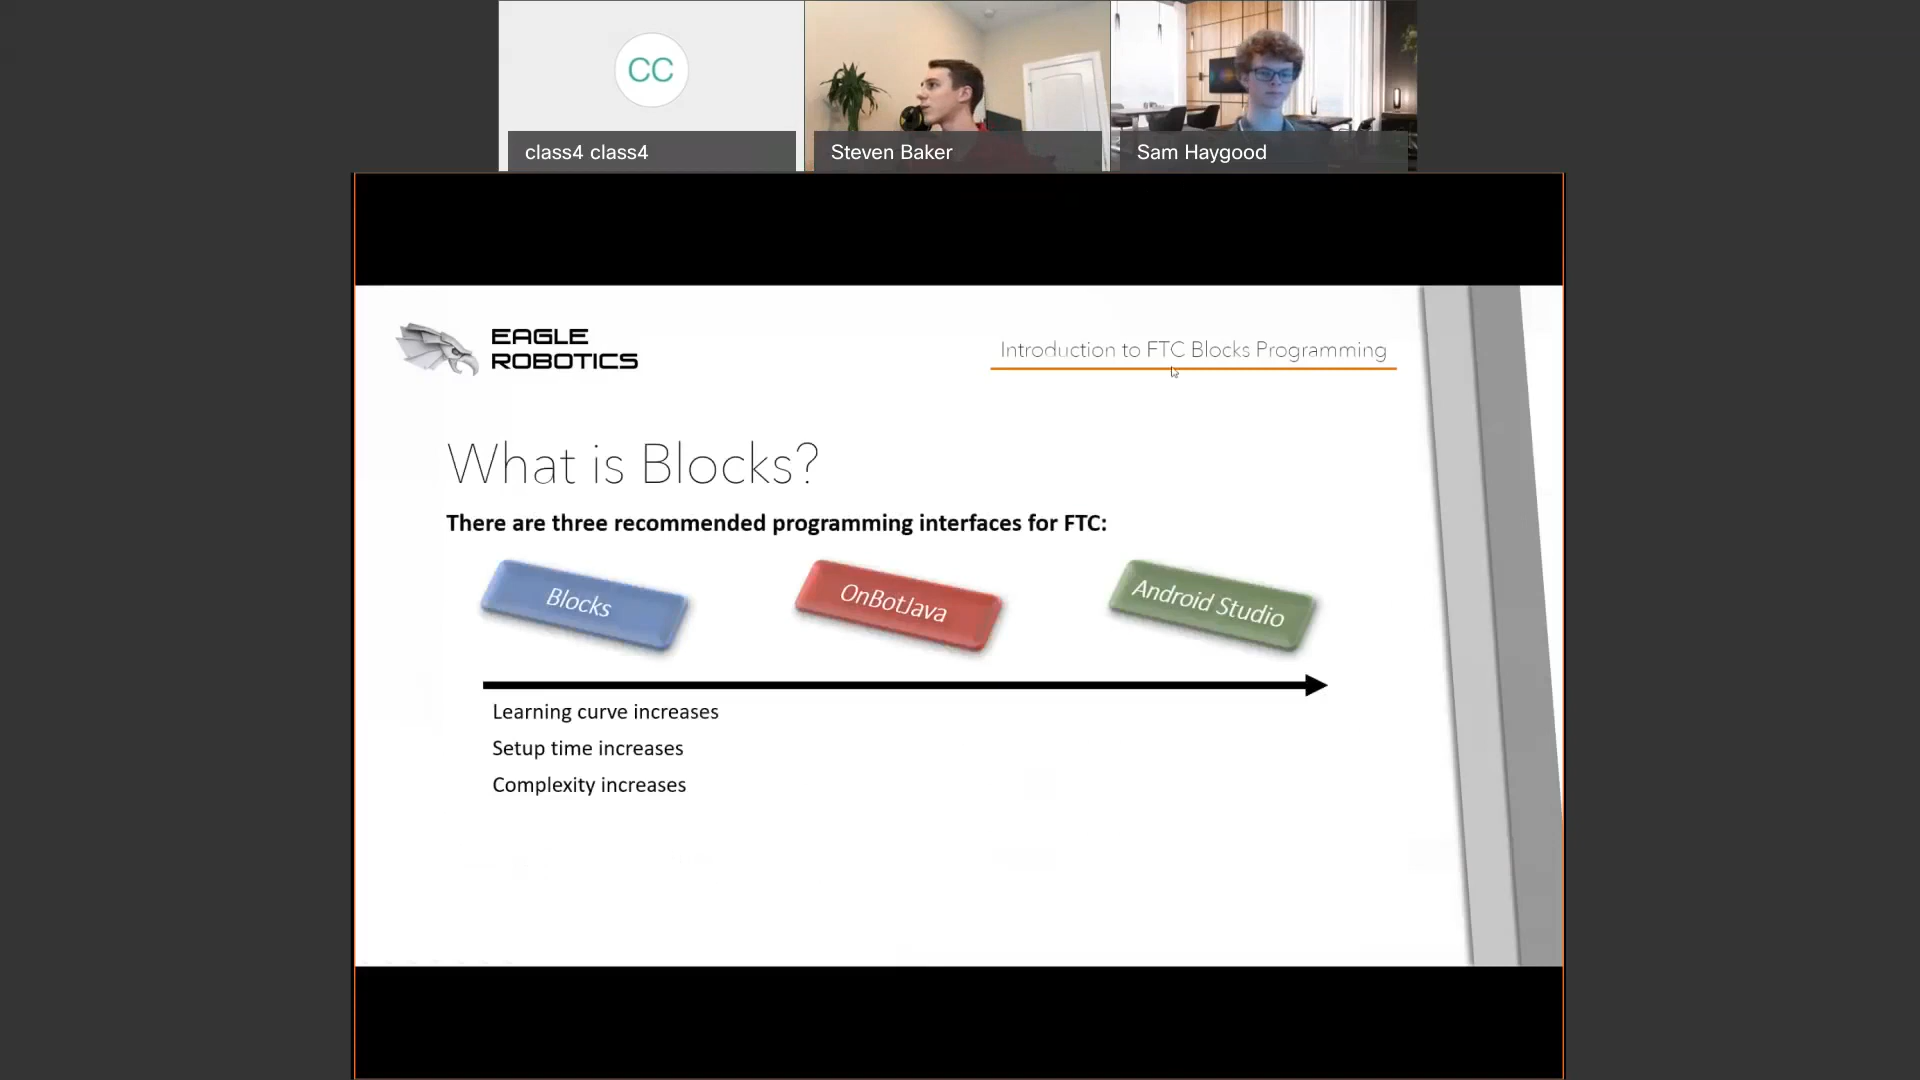 CC
class4 class4
Steven Baker
Sam Haygood
EAGLE
ROBOTICS
Introduction to FTC Blocks Programming
What is Blocks?
There are three recommended programming interfaces for FTC:
Blocks
OnBotJava
Android Studio
Learning curve increases
Setup time increases
Complexity increases